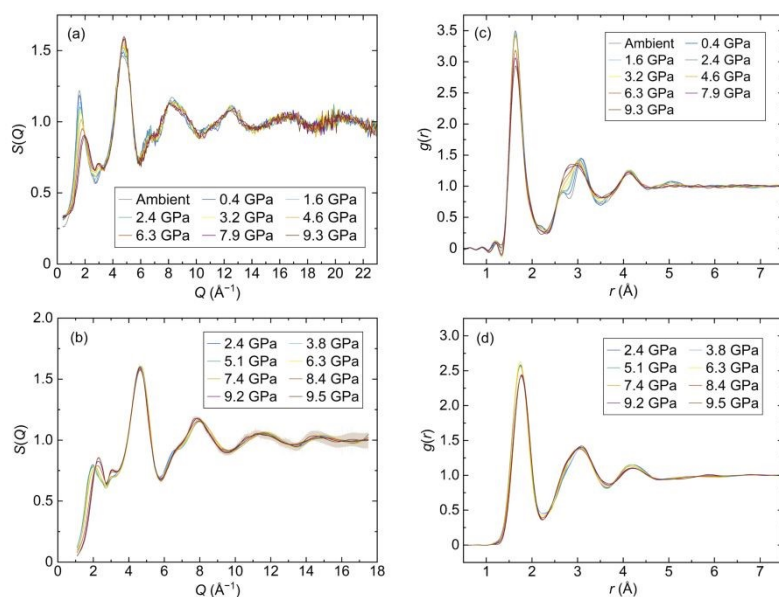 (a)
1.5
1.0
0.5
0.0
S(Q)
Ambient 0.4 GPa 1.6 GPa
2.4 GPa 3.2 GPa 4.6 GPa
6.3 GPa 7.9 GPa 9.3 GPa
0 2 4 6 8 10 12 14 16 18 20 22
Q (Å⁻¹)
(c)
3.5
3.0
2.5
2.0
1.5
1.0
0.5
0
g(r)
Ambient 0.4 GPa
1.6 GPa 2.4 GPa
3.2 GPa 4.6 GPa
6.3 GPa 7.9 GPa
9.3 GPa
1 2 3 4 5 6 7
r (Å)
(b)
2.0
1.5
1.0
0.5
0
S(Q)
2.4 GPa 3.8 GPa
5.1 GPa 6.3 GPa
7.4 GPa 8.4 GPa
9.2 GPa 9.5 GPa
0 2 4 6 8 10 12 14 16 18
Q (Å⁻¹)
(d)
3.0
2.5
2.0
1.5
1.0
0.5
0
g(r)
2.4 GPa 3.8 GPa
5.1 GPa 6.3 GPa
7.4 GPa 8.4 GPa
9.2 GPa 9.5 GPa
1 2 3 4 5 6 7
r (Å)